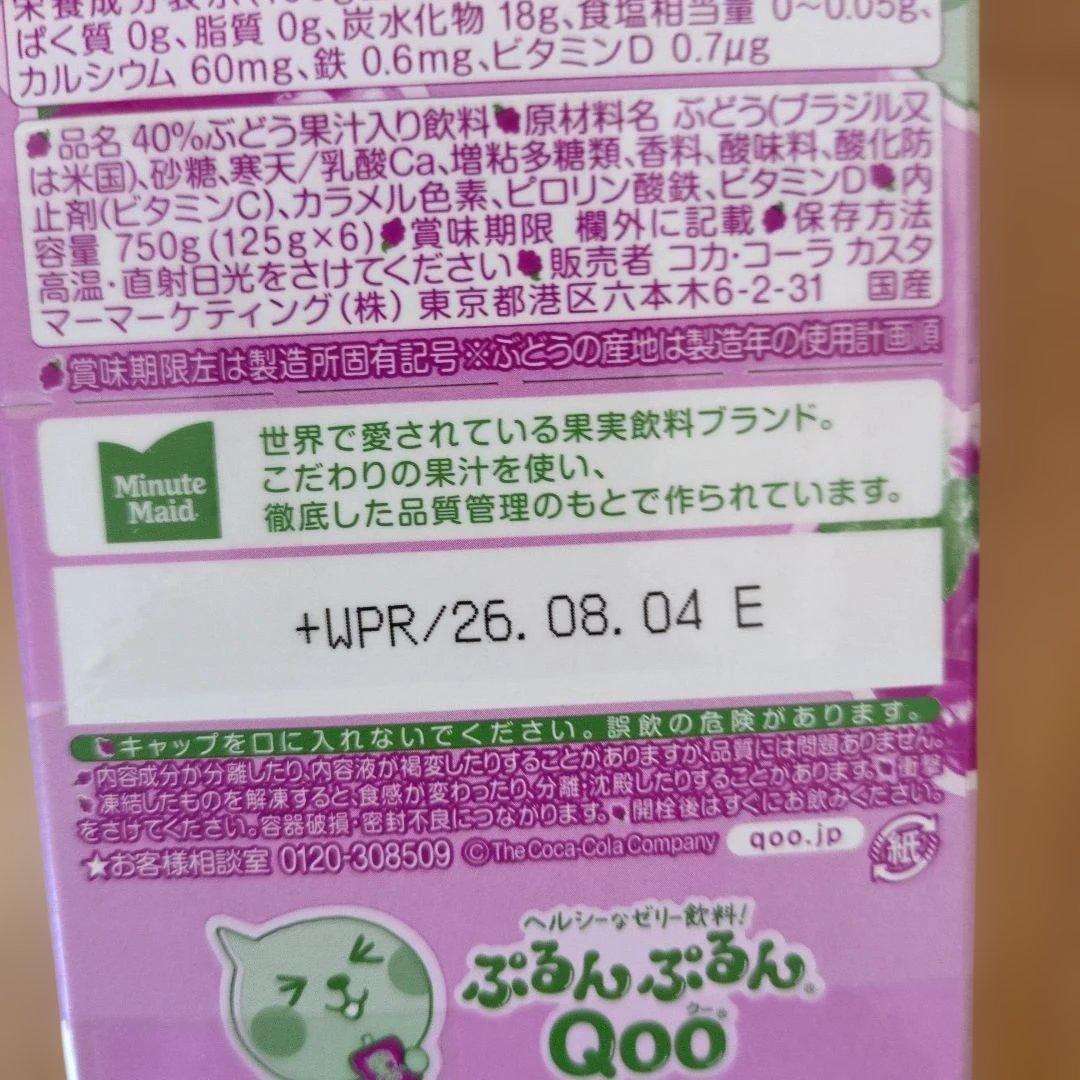 栄養成分表示
ぱく質 0g、脂質 0g、炭水化物 18g、食塩相当量 0~0.05g、
カルシウム 60mg、鉄 0.6mg、ビタミンD 0.7μg
品名 40%ぶどう果汁入り飲料 原材料名 ぶどう(ブラジル又
は米国)、砂糖、寒天/乳酸Ca、増粘多糖類、香料、酸味料、酸化防
止剤(ビタミンC)、カラメル色素、ピロリン酸鉄、ビタミンD 内
容量 750g(125g×6) 賞味期限 欄外に記載 保存方法
高温・直射日光をさけてください 販売者 コカ・コーラ カスタ
マーマーケティング(株) 東京都港区六本木6-2-31 国産
賞味期限左は製造所固有記号 ※ぶどうの産地は製造年の使用計画順
Minute
Maid
世界で愛されている果実飲料ブランド。
こだわりの果汁を使い、
徹底した品質管理のもとで作られています。
+WPR/26. 08. 04 E
キャップを口に入れないでください。誤飲の危険があります。
内容成分が分離したり、内容液が褐変したりすることがありますが、品質には問題ありません。
凍結したものを解凍すると、食感が変わったり、分離・沈殿したりすることがあります。 衝撃
をさけてください。容器破損・密封不良につながります。 開栓後はすぐにお飲みください。
★お客様相談室 0120-308509 ©The Coca-Cola Company qoo.jp 紙
ヘルシーなゼリー飲料!
ぷるんぷるん®
クー®
Qoo